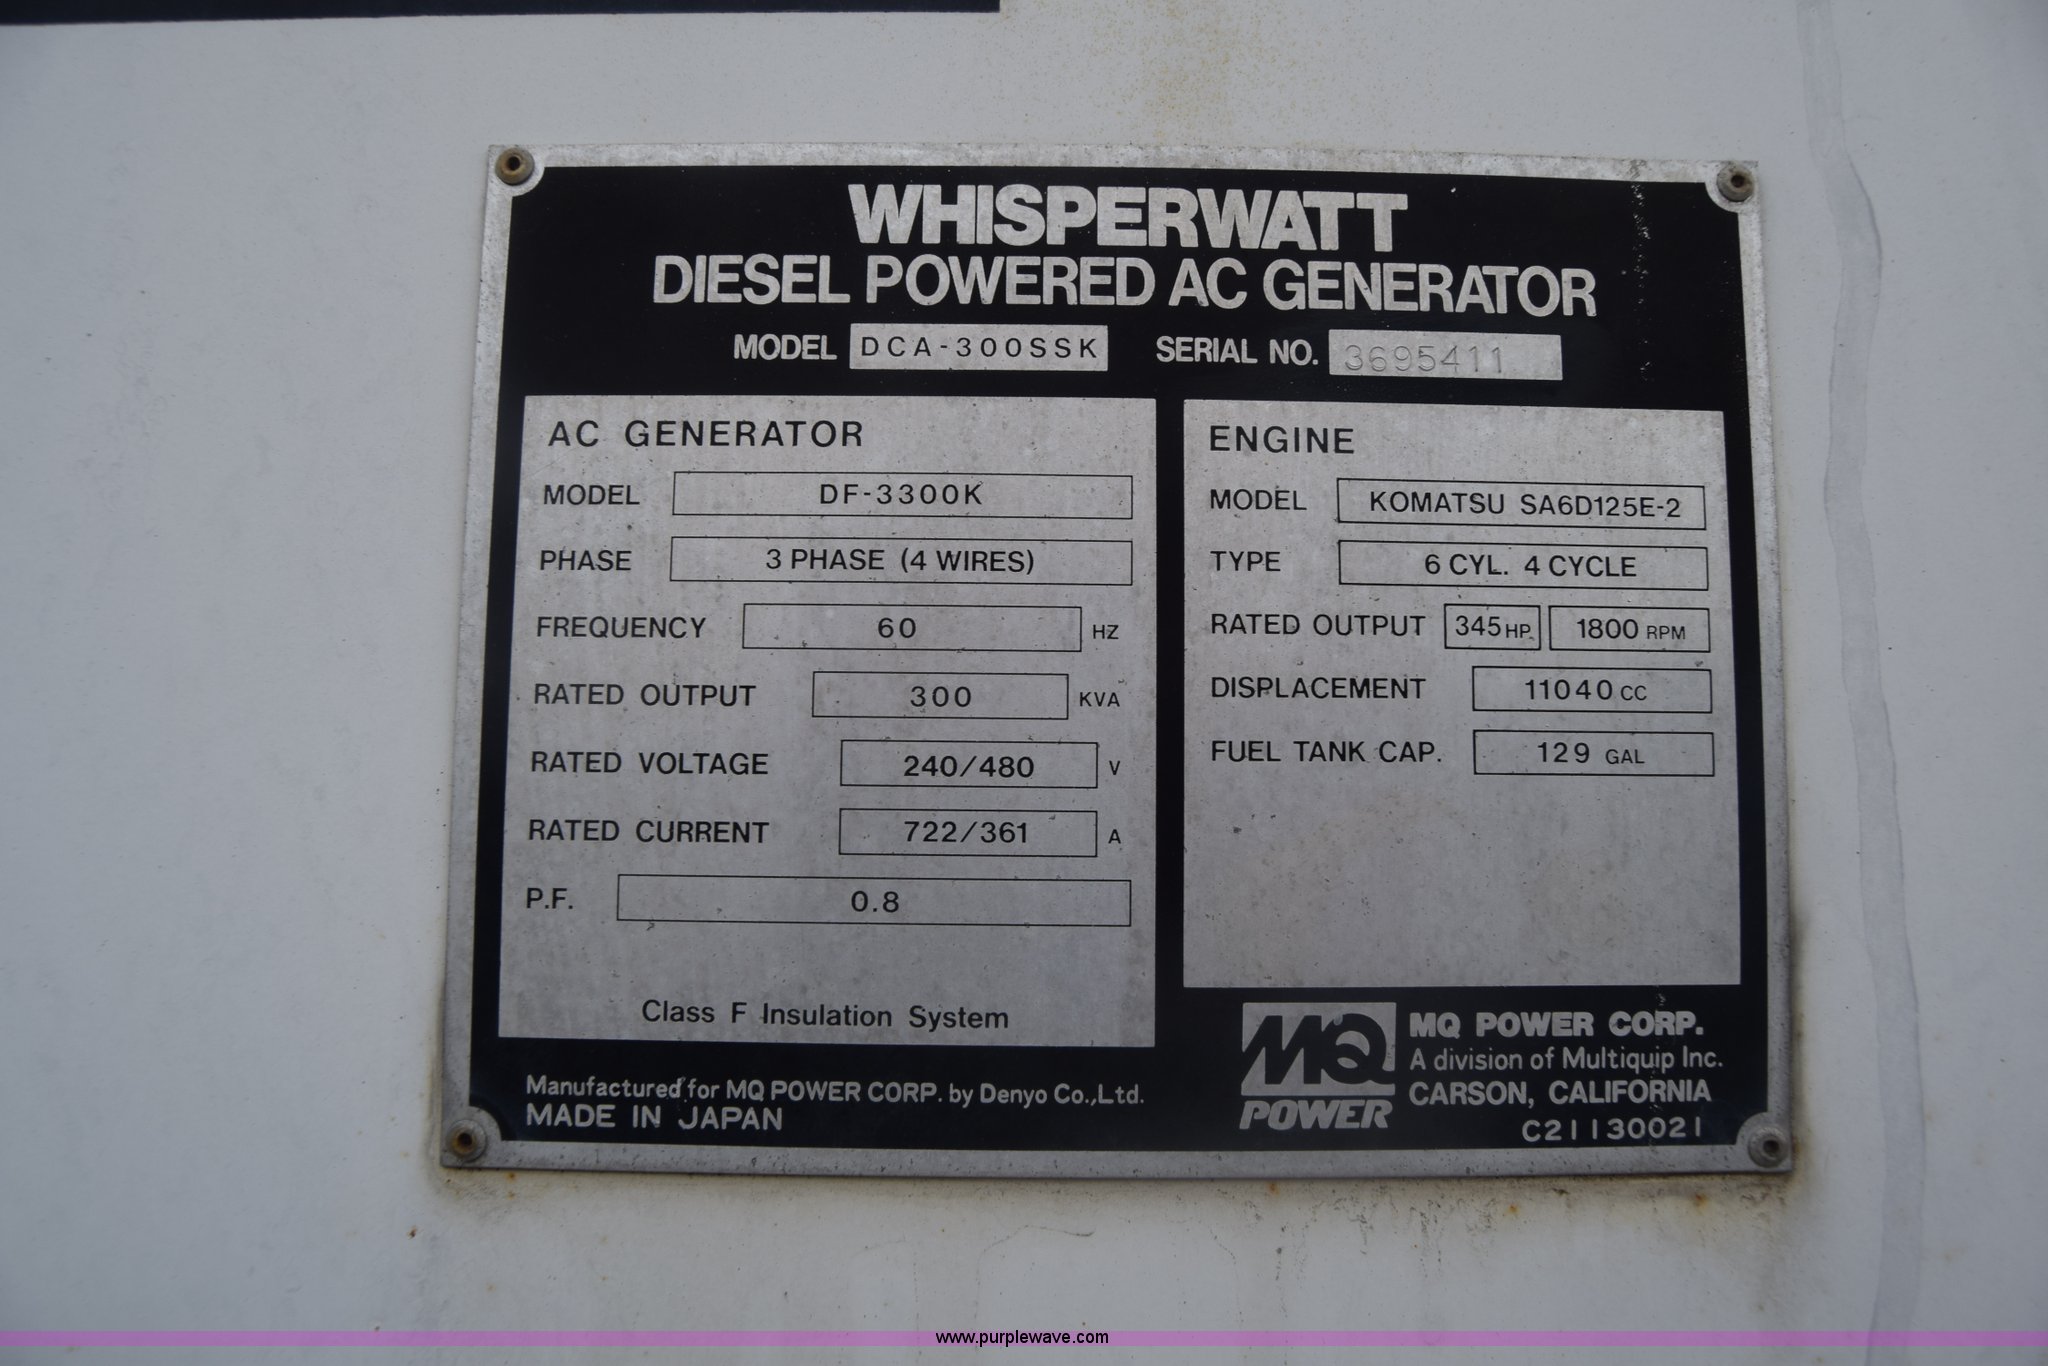 WHISPERWATT
DIESEL POWERED AC GENERATOR
MODEL DCA-300SSK SERIAL NO. 3695411
AC GENERATOR
MODEL DF-3300K
PHASE 3 PHASE (4 WIRES)
FREQUENCY 60 HZ
RATED OUTPUT 300 KVA
RATED VOLTAGE 240/480 V
RATED CURRENT 722/361 A
P.F. 0.8
Class F Insulation System
ENGINE
MODEL KOMATSU SA6D125E-2
TYPE 6 CYL. 4 CYCLE
RATED OUTPUT 345 HP. 1800 RPM
DISPLACEMENT 11040 CC
FUEL TANK CAP. 129 GAL
Manufactured for MQ POWER CORP. by Denyo Co.,Ltd.
MADE IN JAPAN
MQ
POWER
MQ POWER CORP.
A division of Multiquip Inc.
CARSON, CALIFORNIA
C21130021
www.purplewave.com